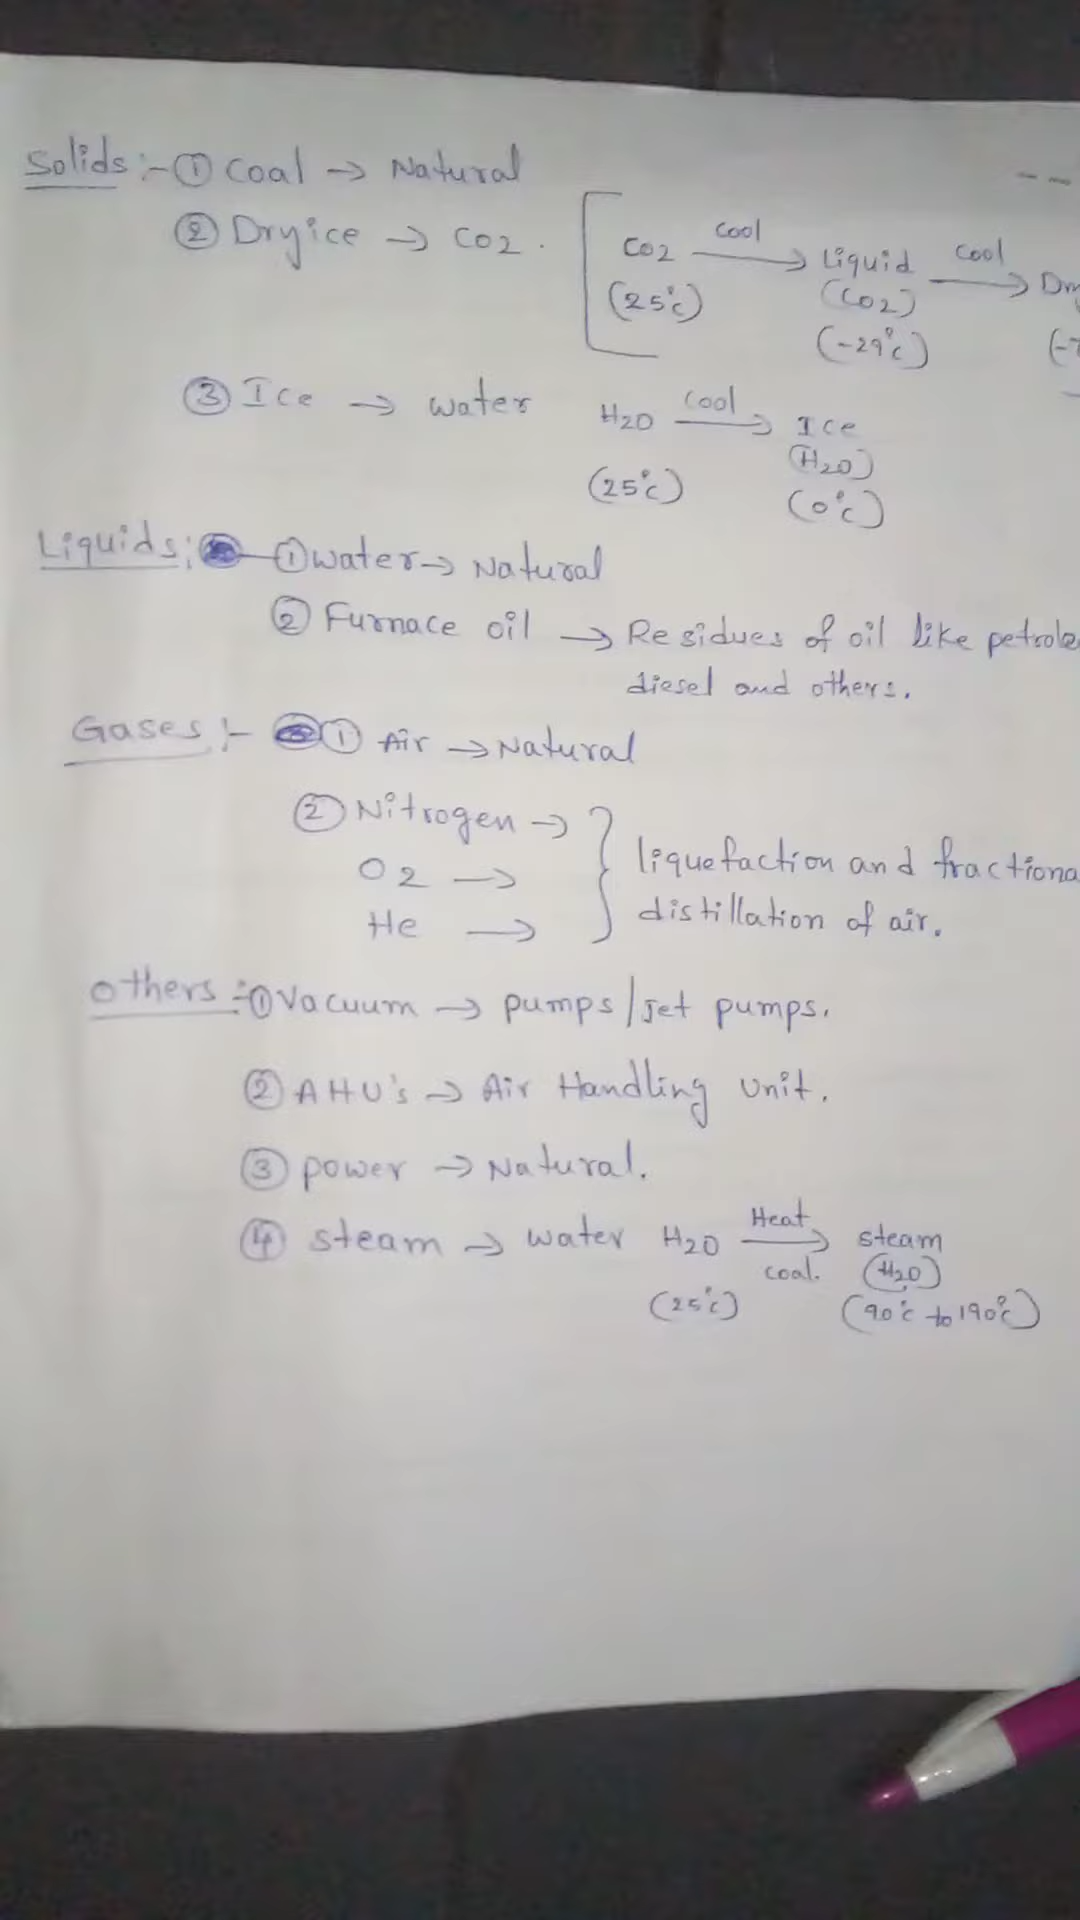 Solids :- ① Coal → Natural
② Dry ice → CO2 .
CO2 cool → Liquid cool →
(25°c) (CO2)
(-29°c)
③ Ice → water H2O cool → Ice
(H2O)
(25°c) (0°c)
Liquids: ① Water → Natural
② Furnace oil → Residues of oil like
diesel and others.
Gases :- ① Air → Natural
② Nitrogen →
O2 → liquefaction and
He → distillation of air.
Others :- ① Vacuum → pumps/jet pumps.
② AHU's → Air Handling Unit.
③ power → Natural.
④ steam → water H2O Heat → steam
coal. (H2O)
(25°c) (90°c to 190°c)